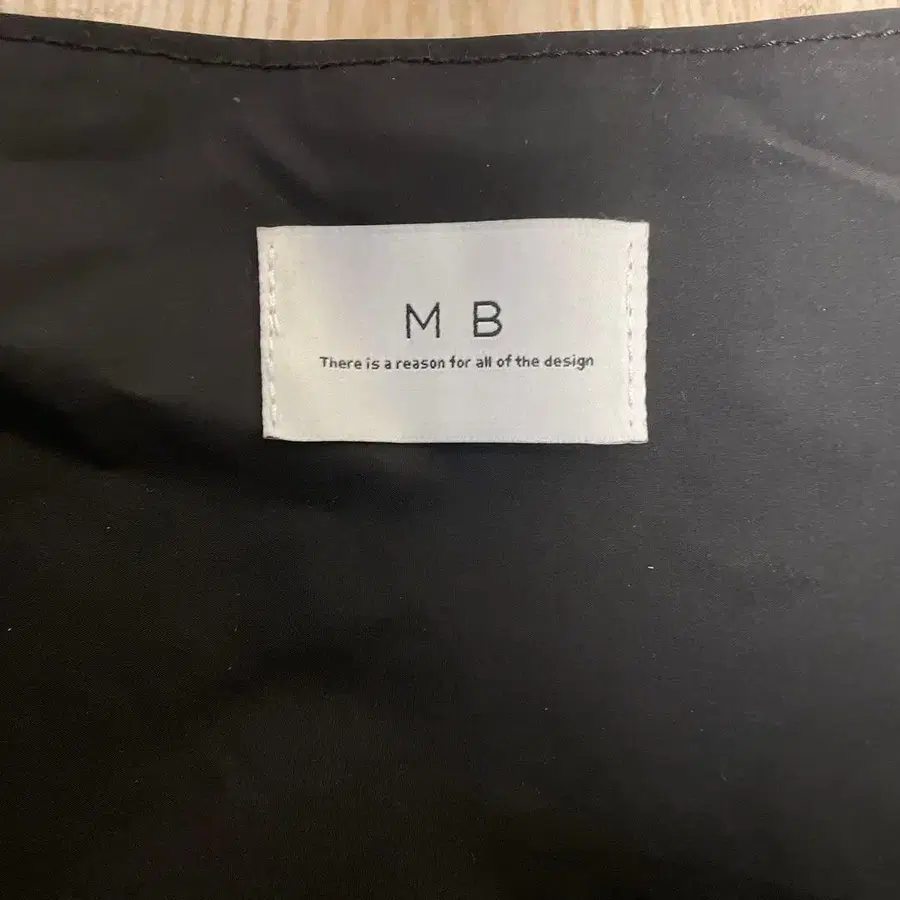 M B
There is a reason for all of the design